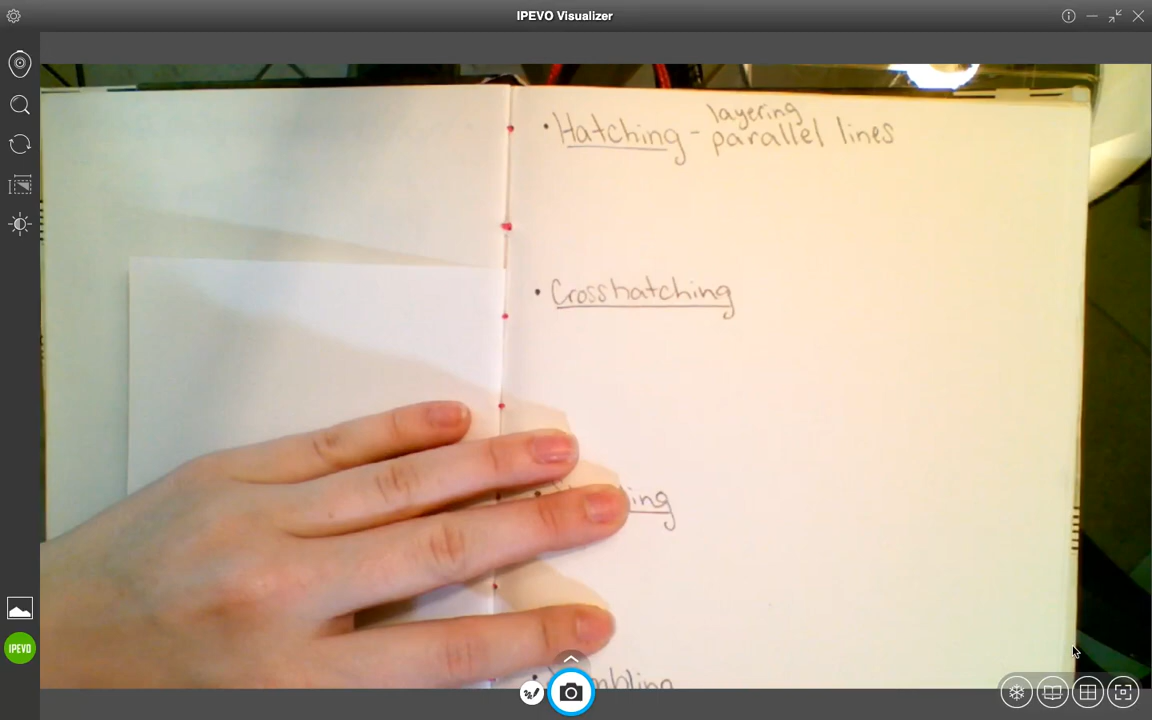 IPEVO Visualizer
layering
• Hatching - parallel lines
• Crosshatching
IPEVO